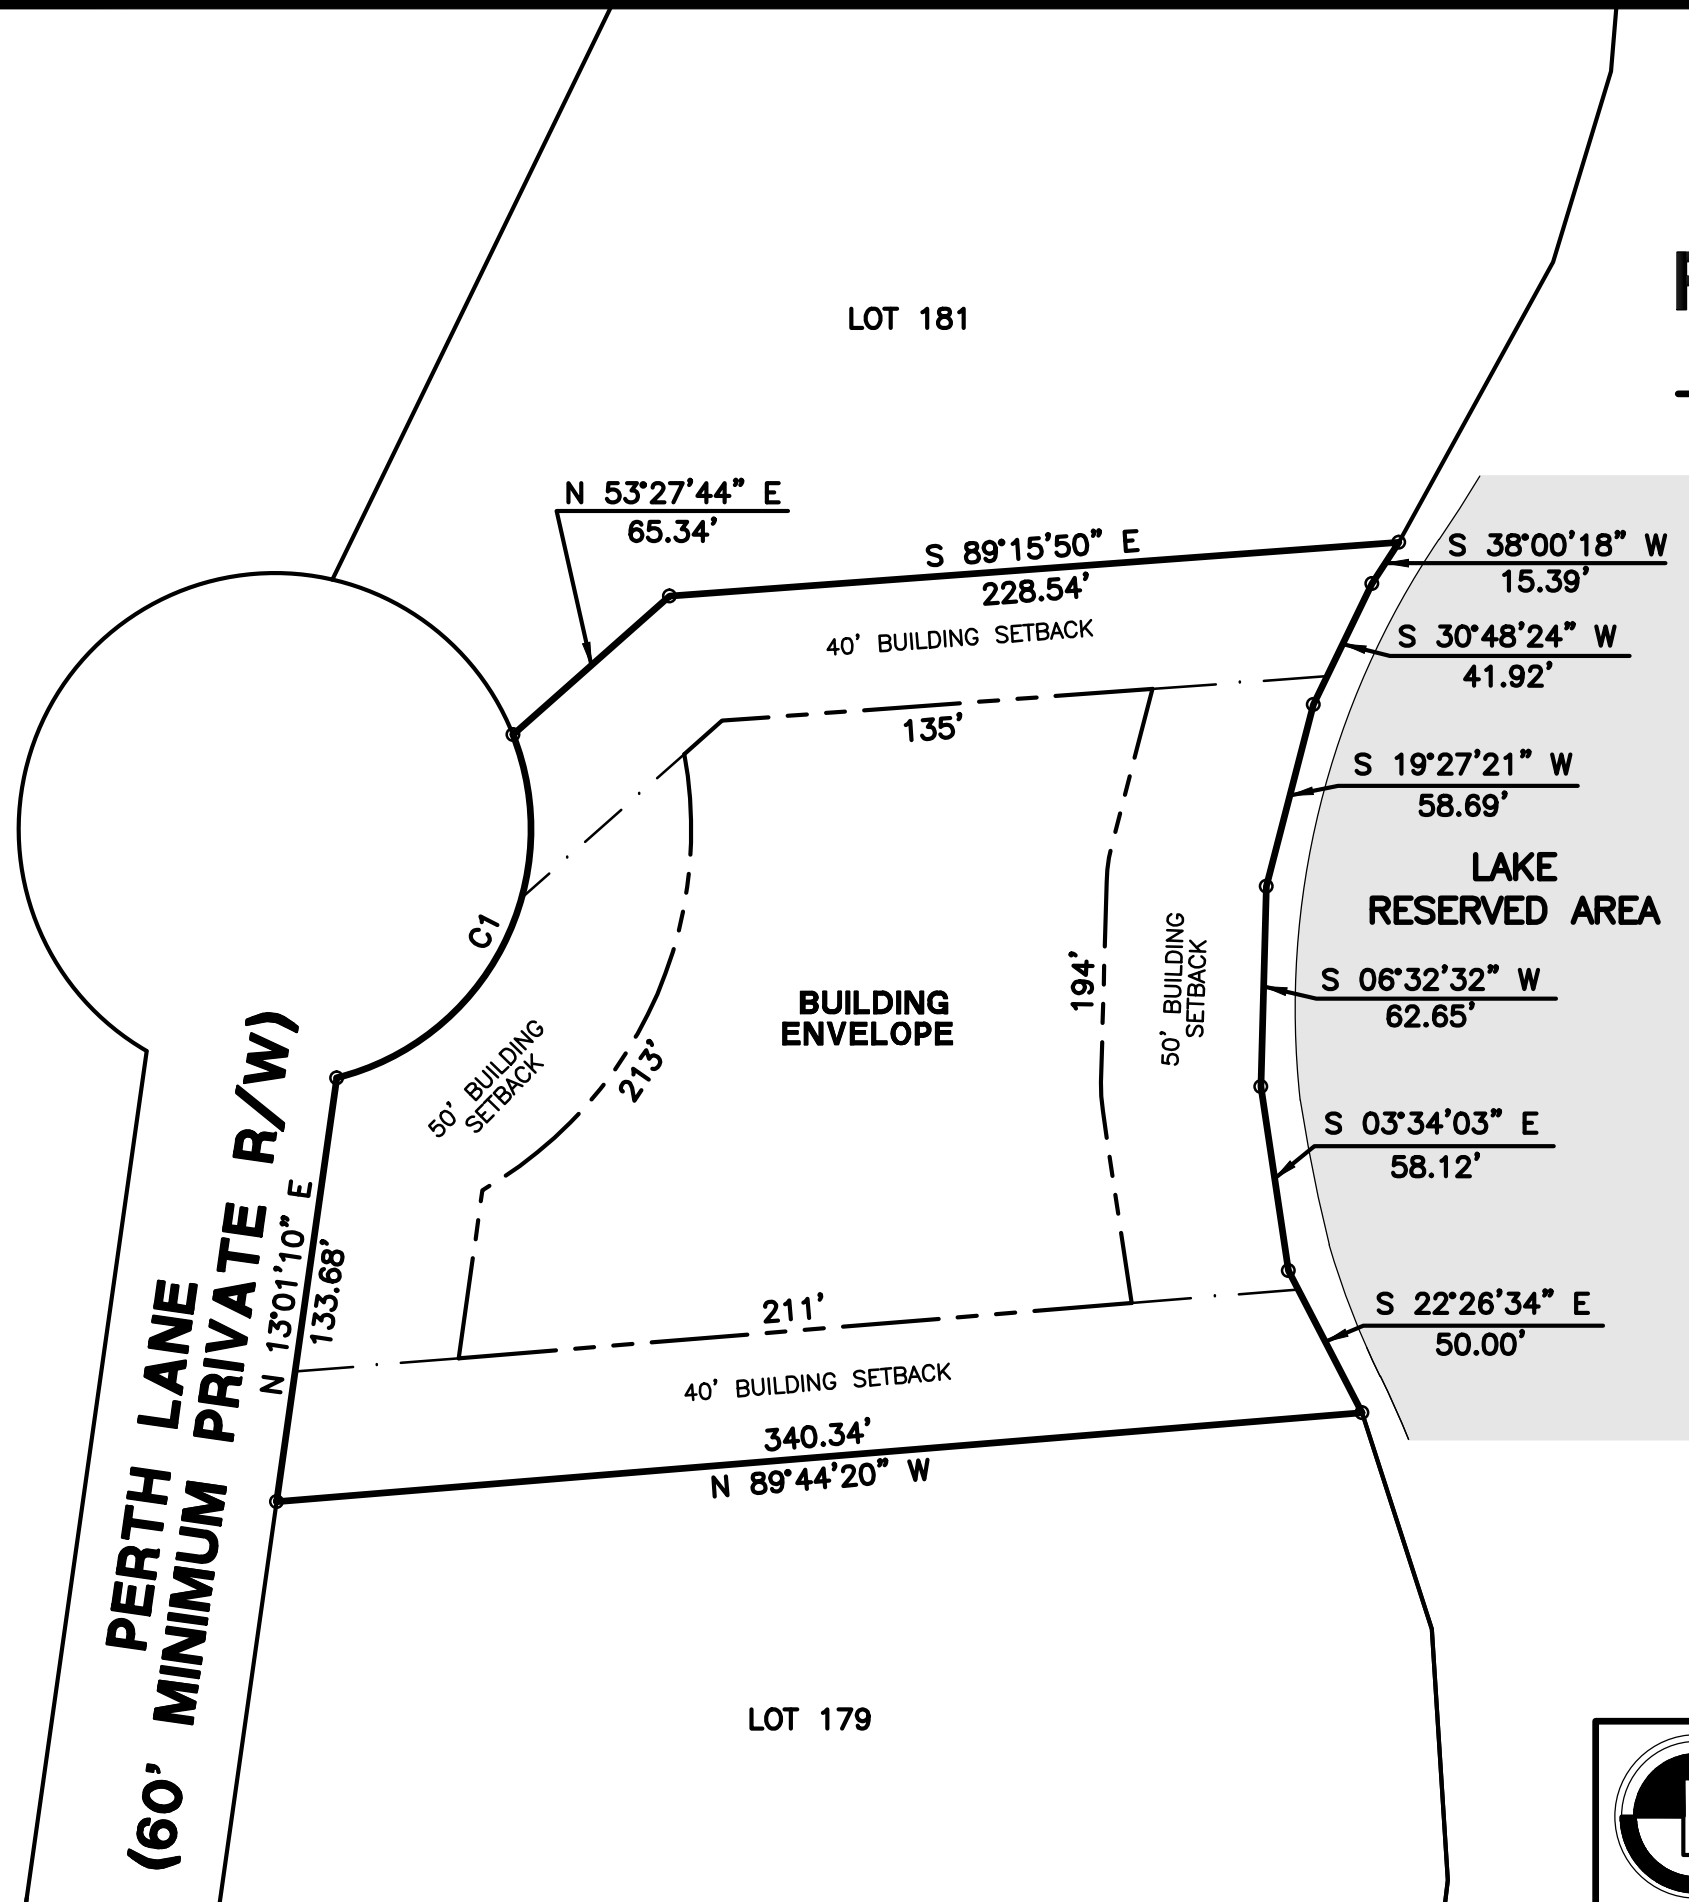 LOT 181
N 53°27'44" E
65.34'
S 89°15'50" E
228.54'
40' BUILDING SETBACK
135'
S 38°00'18" W
15.39'
S 30°48'24" W
41.92'
S 19°27'21" W
58.69'
LAKE
RESERVED AREA
S 06°32'32" W
62.65'
S 03°34'03" E
58.12'
S 22°26'34" E
50.00'
C1
50' BUILDING
SETBACK
213'
BUILDING
ENVELOPE
194'
50' BUILDING
SETBACK
N 13°01'10" E
133.68'
211'
40' BUILDING SETBACK
340.34'
N 89°44'20" W
PERTH LANE
(60' MINIMUM PRIVATE R/W)
LOT 179